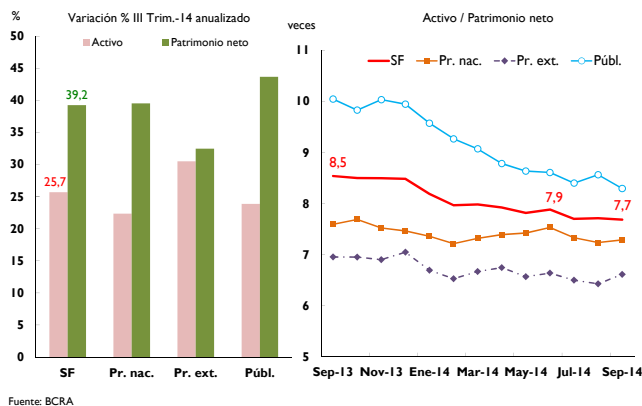 %
Variación % III Trim.-14 anualizado
Activo
Patrimonio neto
50
45
40
35
30
25
20
15
10
5
0
39,2
25,7
SF
Pr. nac.
Pr. ext.
Públ.
veces
Activo / Patrimonio neto
SF
Pr. nac.
Pr. ext.
Públ.
11
10
9
8
7
6
5
8,5
7,9
7,7
Sep-13
Nov-13
Ene-14
Mar-14
May-14
Jul-14
Sep-14
Fuente: BCRA